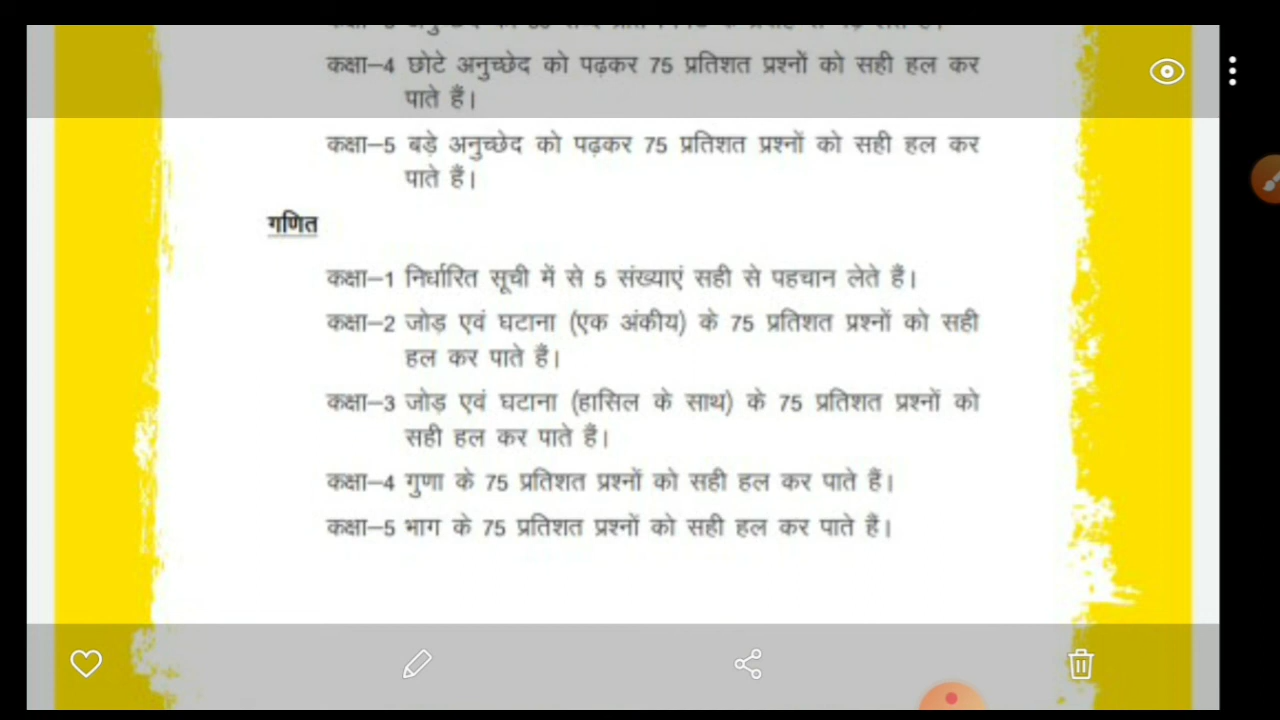 कक्षा–4 छोटे अनुच्छेद को पढ़कर 75 प्रतिशत प्रश्नों को सही हल कर
पाते हैं।
कक्षा–5 बड़े अनुच्छेद को पढ़कर 75 प्रतिशत प्रश्नों को सही हल कर
पाते हैं।
गणित
कक्षा–1 निर्धारित सूची में से 5 संख्याएं सही से पहचान लेते हैं।
कक्षा–2 जोड़ एवं घटाना (एक अंकीय) के 75 प्रतिशत प्रश्नों को सही
हल कर पाते हैं।
कक्षा–3 जोड़ एवं घटाना (हासिल के साथ) के 75 प्रतिशत प्रश्नों को
सही हल कर पाते हैं।
कक्षा–4 गुणा के 75 प्रतिशत प्रश्नों को सही हल कर पाते हैं।
कक्षा–5 भाग के 75 प्रतिशत प्रश्नों को सही हल कर पाते हैं।